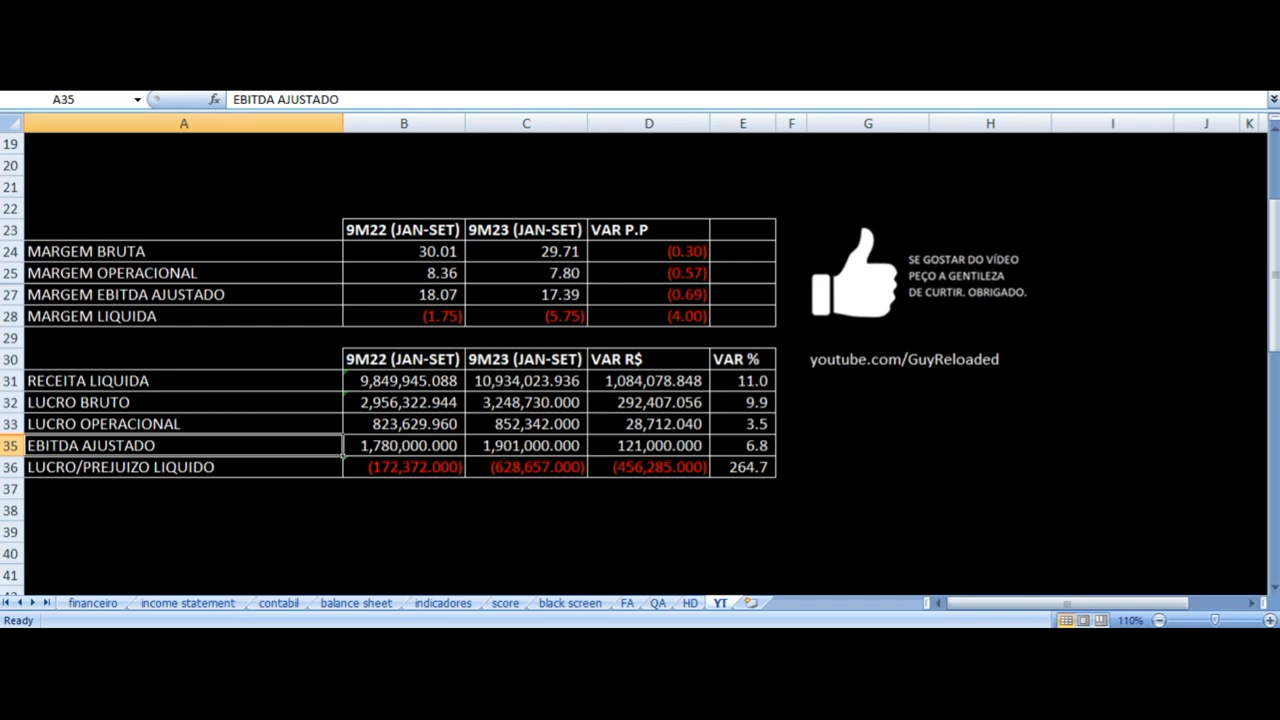 A35 fx EBITDA AJUSTADO
A B C D E F G H I J K
19
20
21
22
23 9M22 (JAN-SET) 9M23 (JAN-SET) VAR P.P
24 MARGEM BRUTA 30.01 29.71 (0.30)
25 MARGEM OPERACIONAL 8.36 7.80 (0.57)
27 MARGEM EBITDA AJUSTADO 18.07 17.39 (0.69)
28 MARGEM LIQUIDA (1.75) (5.75) (4.00)
29
30 9M22 (JAN-SET) 9M23 (JAN-SET) VAR R$ VAR %
31 RECEITA LIQUIDA 9,849,945.088 10,934,023.936 1,084,078.848 11.0
32 LUCRO BRUTO 2,956,322.944 3,248,730.000 292,407.056 9.9
33 LUCRO OPERACIONAL 823,629.960 852,342.000 28,712.040 3.5
35 EBITDA AJUSTADO 1,780,000.000 1,901,000.000 121,000.000 6.8
36 LUCRO/PREJUIZO LIQUIDO (172,372.000) (628,657.000) (456,285.000) 264.7
37
38
39
40
41
SE GOSTAR DO VÍDEO
PEÇO A GENTILEZA
DE CURTIR. OBRIGADO.
youtube.com/GuyReloaded
financeiro income statement contabil balance sheet indicadores score black screen FA QA HD YT
Ready 110%